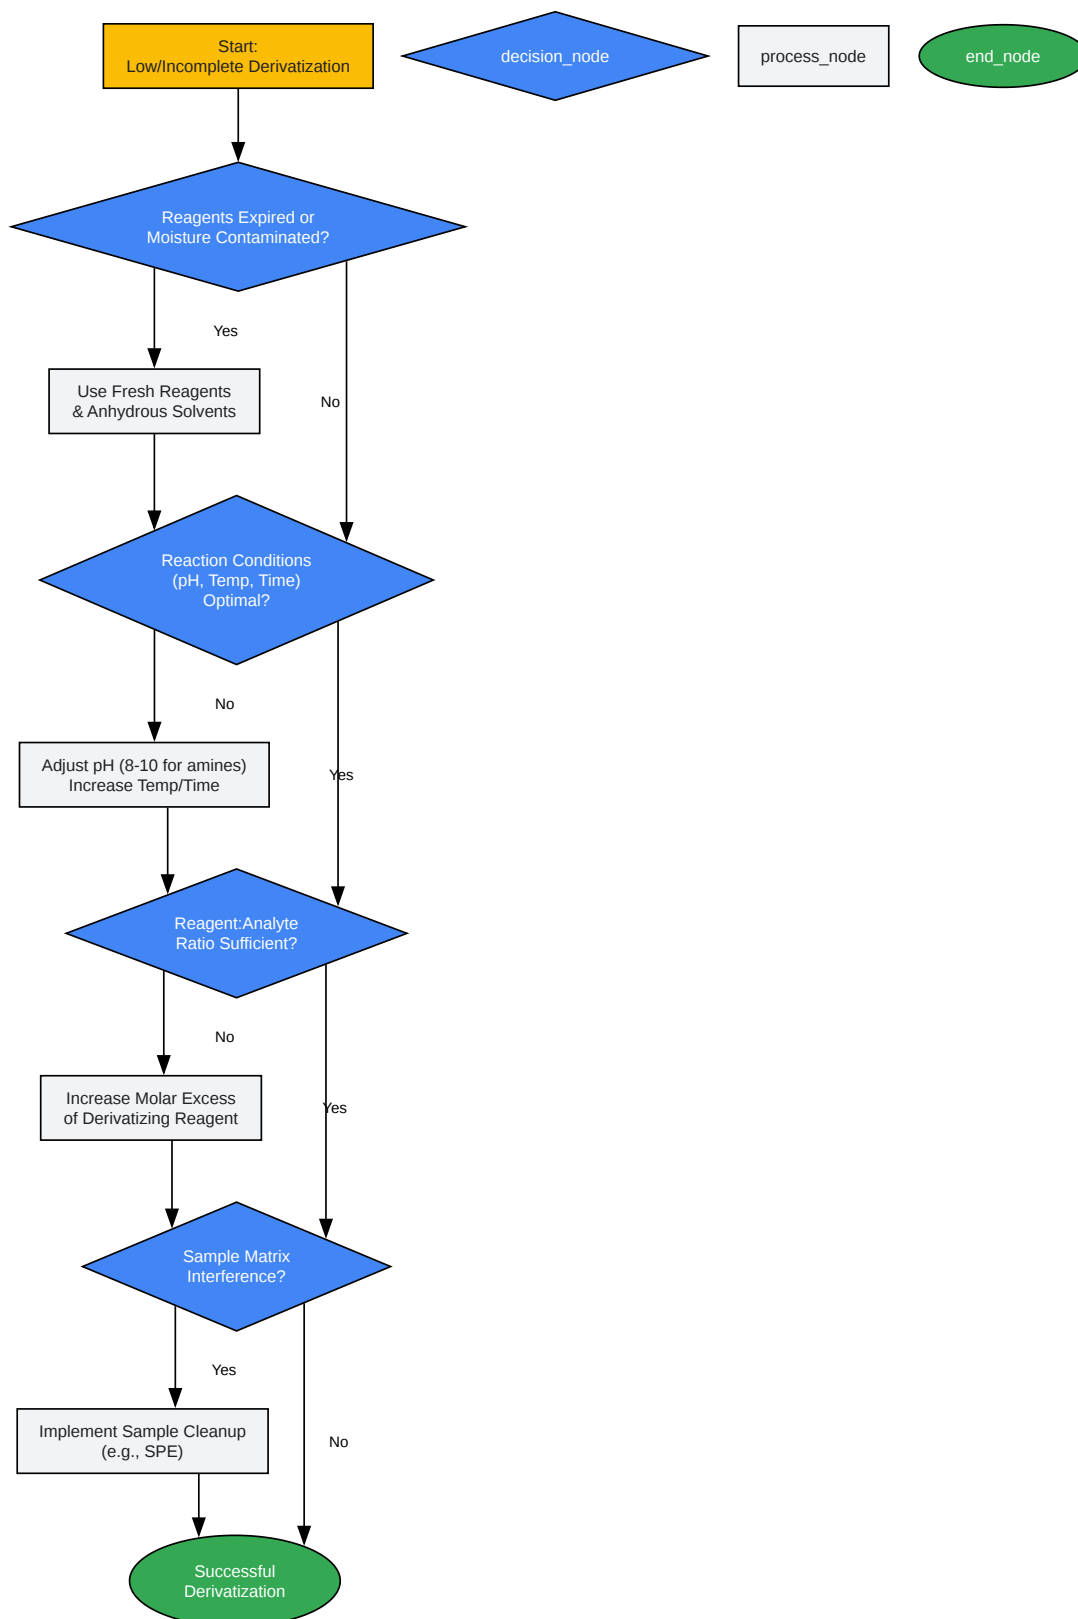 Start:
Low/Incomplete Derivatization
decision_node
process_node
end_node
Reagents Expired or
Moisture Contaminated?
Yes
Use Fresh Reagents
& Anhydrous Solvents
No
Reaction Conditions
(pH, Temp, Time)
Optimal?
No
Adjust pH (8-10 for amines)
Increase Temp/Time
Yes
Reagent:Analyte
Ratio Sufficient?
No
Increase Molar Excess
of Derivatizing Reagent
Yes
Sample Matrix
Interference?
Yes
Implement Sample Cleanup
(e.g., SPE)
No
Successful
Derivatization